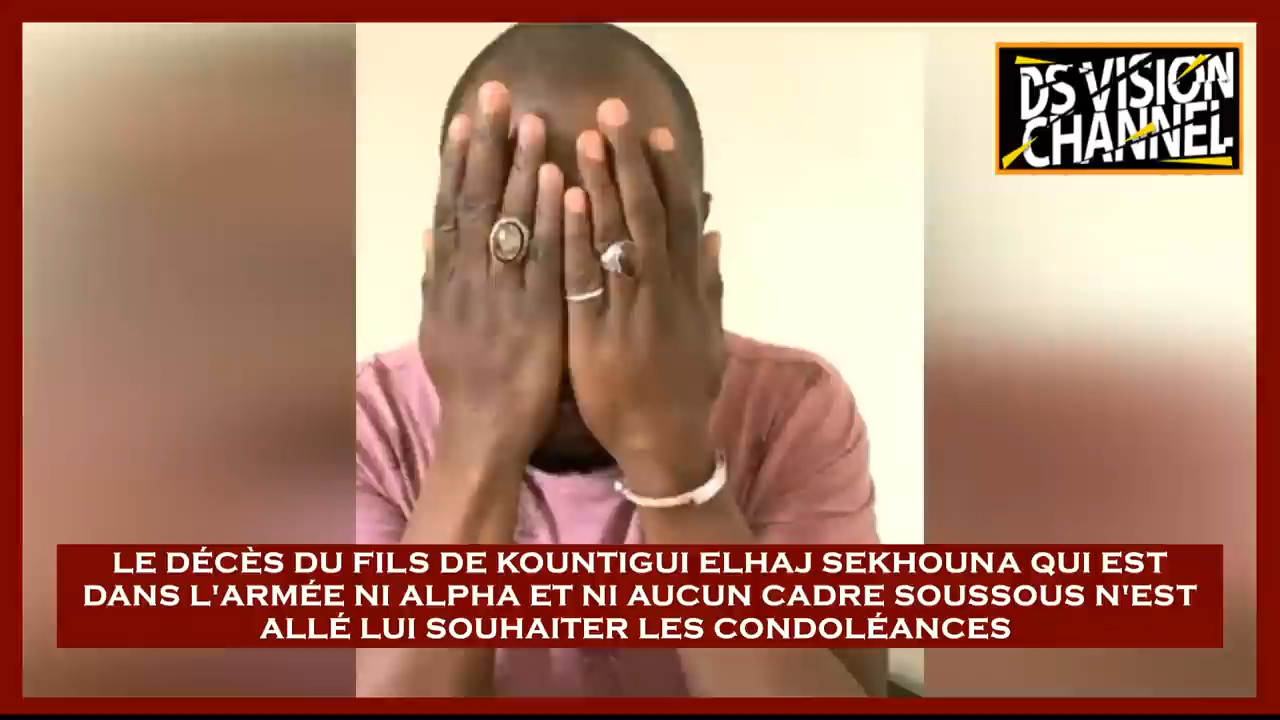 DS VISION
CHANNEL
LE DÉCÈS DU FILS DE KOUNTIGUI ELHAJ SEKHOUNA QUI EST
DANS L'ARMÉE NI ALPHA ET NI AUCUN CADRE SOUSSOUS N'EST
ALLÉ LUI SOUHAITER LES CONDOLÉANCES